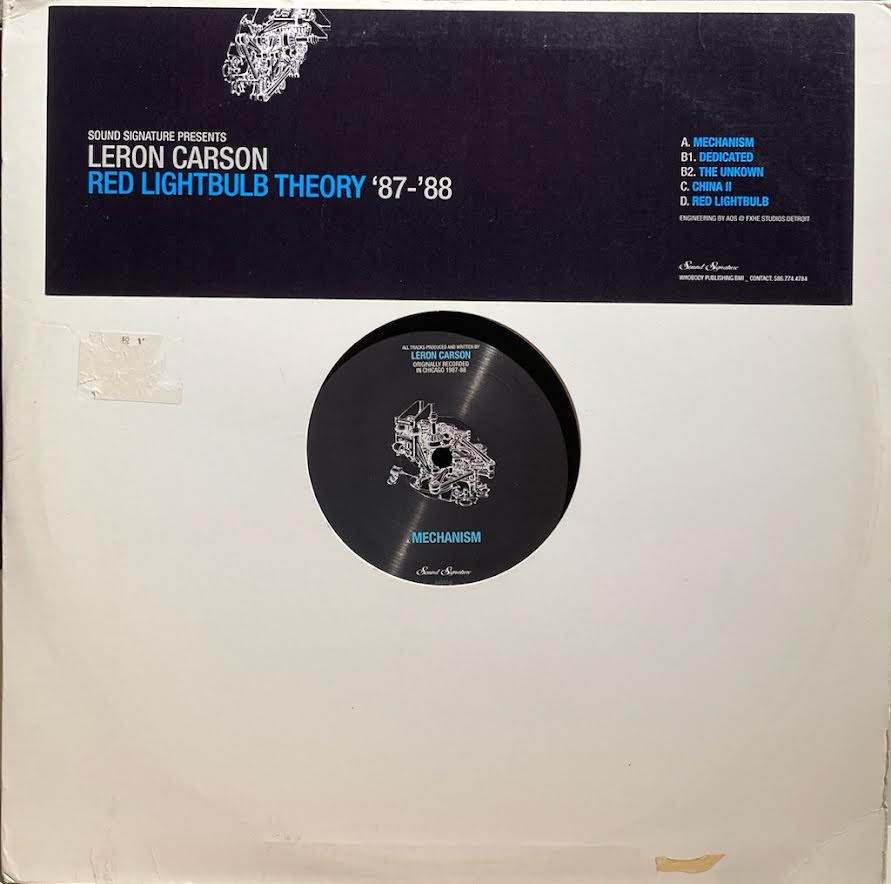 SOUND SIGNATURE PRESENTS
LERON CARSON
RED LIGHTBULB THEORY ‘87-’88
A. MECHANISM
B1. DEDICATED
B2. THE UNKOWN
C. CHINA II
D. RED LIGHTBULB
ENGINEERING BY AOS @ FXHE STUDIOS DETROIT
Sound Signature
WHOBODY PUBLISHING BMI _ CONTACT: 586.774.4784
ALL TRACKS PRODUCED AND WRITTEN BY
LERON CARSON
ORIGINALLY RECORDED
IN CHICAGO 1987-88
MECHANISM
Sound Signature